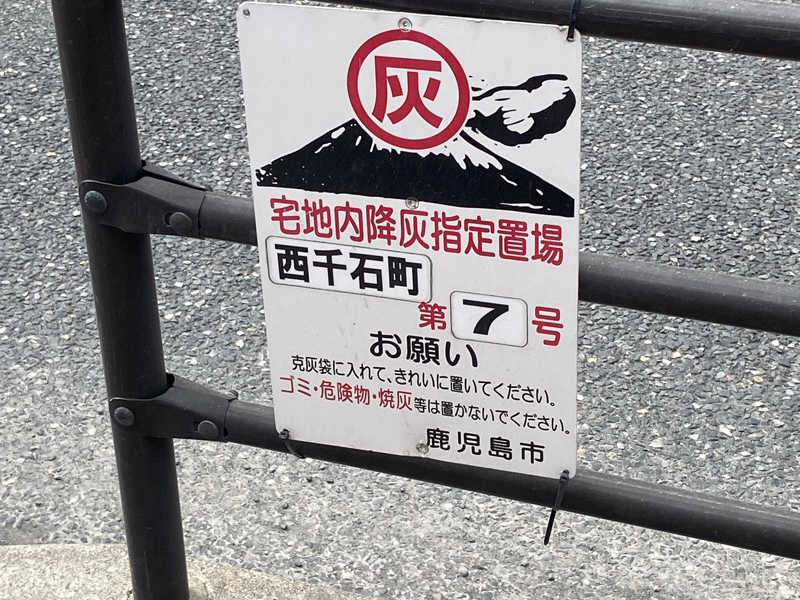 灰
宅地内降灰指定置場
西千石町
第7号
お願い
克灰袋に入れて、きれいに置いてください。
ゴミ・危険物・焼灰等は置かないでください。
鹿児島市